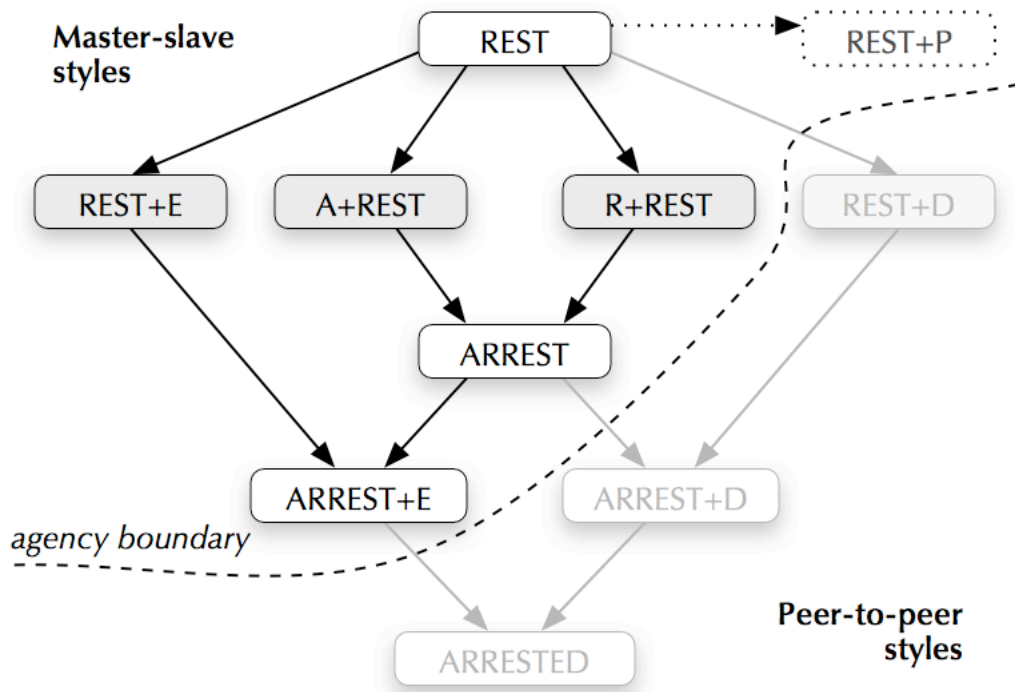 Master-slave
styles
REST
REST+P
REST+E
A+REST
R+REST
REST+D
ARREST
ARREST+E
ARREST+D
agency boundary
ARRESTED
Peer-to-peer
styles